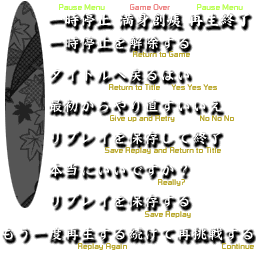 Pause Menu Game Over Pause Menu
一時停止 満身創痍 再生終了
一時停止を解除する
Return to Game
タイトルへ戻るはい
Return to Title Yes Yes Yes
最初からやり直すいいえ
Give up and Retry No No No
リプレイを保存して終了
Save Replay and Return to Title
本当にいいですか？
Really?
リプレイを保存する
Save Replay
もう一度再生する続けて再挑戦する
Replay Again Continue